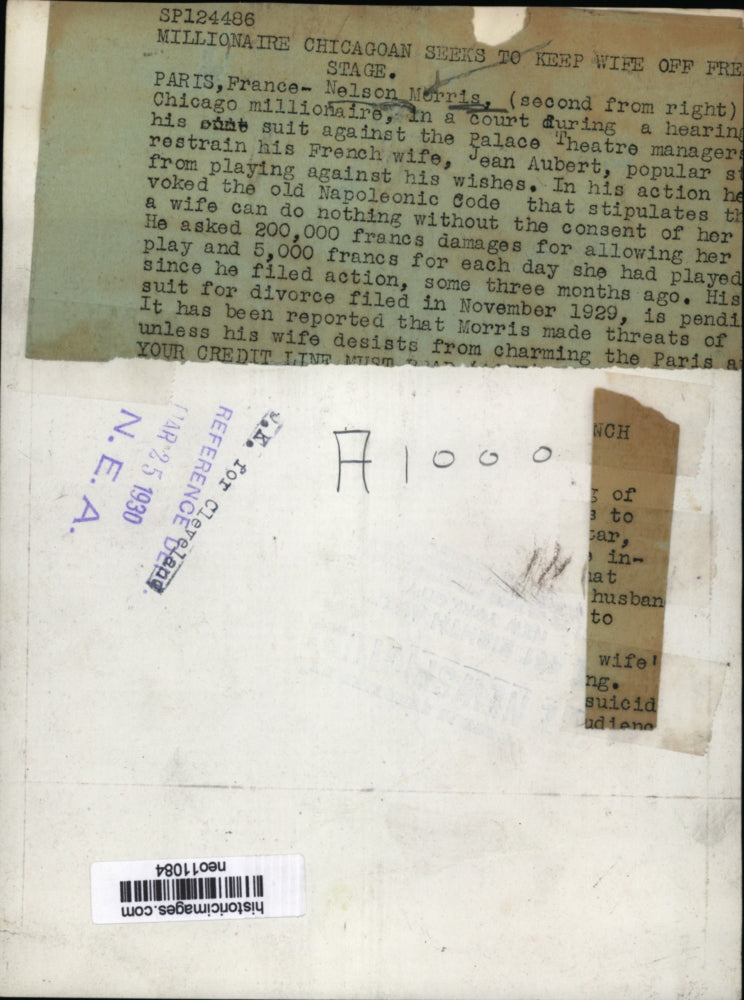 SP124486
MILLIONAIRE CHICAGOAN SEEKS TO KEEP WIFE OFF FRE
STAGE.
PARIS,France- Nelson Morris, (second from right)
Chicago millionaire, in a court during a hearing
his suit against the Palace Theatre managers
restrain his French wife, Jean Aubert, popular st
from playing against his wishes. In his action he
voked the old Napoleonic Code that stipulates th
a wife can do nothing without the consent of her
He asked 200,000 francs damages for allowing her
play and 5,000 francs for each day she had played
since he filed action, some three months ago. His
suit for divorce filed in November 1929, is pendi
It has been reported that Morris made threats of
unless his wife desists from charming the Paris a
YOUR CREDIT LINE MUST READ
NCH
g of
s to
tar,
e in-
hat
husban
to
wife'
ng.
suicid
udienc
A1000
J.K. for Cleveland
REFERENCE DEPT.
MAR 25 1930
N. E. A.
historicimages.com
neo11084